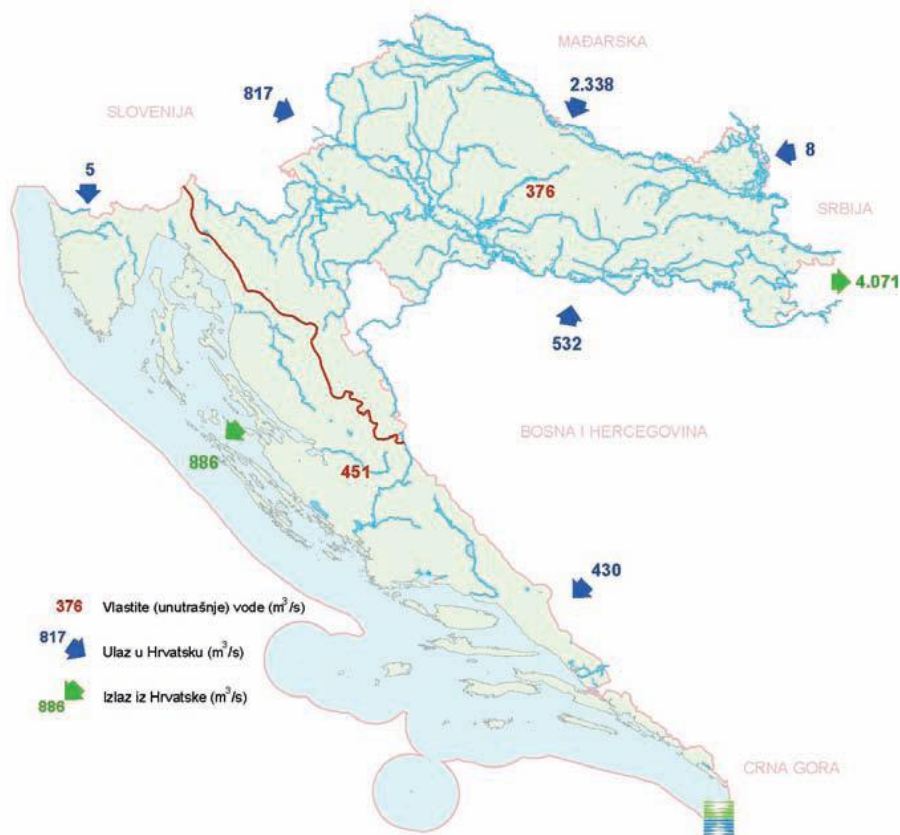 MAĐARSKA
817
2.338
SLOVENIJA
8
5
376
SRBIJA
4.071
532
BOSNA I HERCEGOVINA
886
451
430
376 Vlastite (unutrašnje) vode (m³/s)
817 Ulaz u Hrvatsku (m³/s)
886 Izlaz iz Hrvatske (m³/s)
CRNA GORA